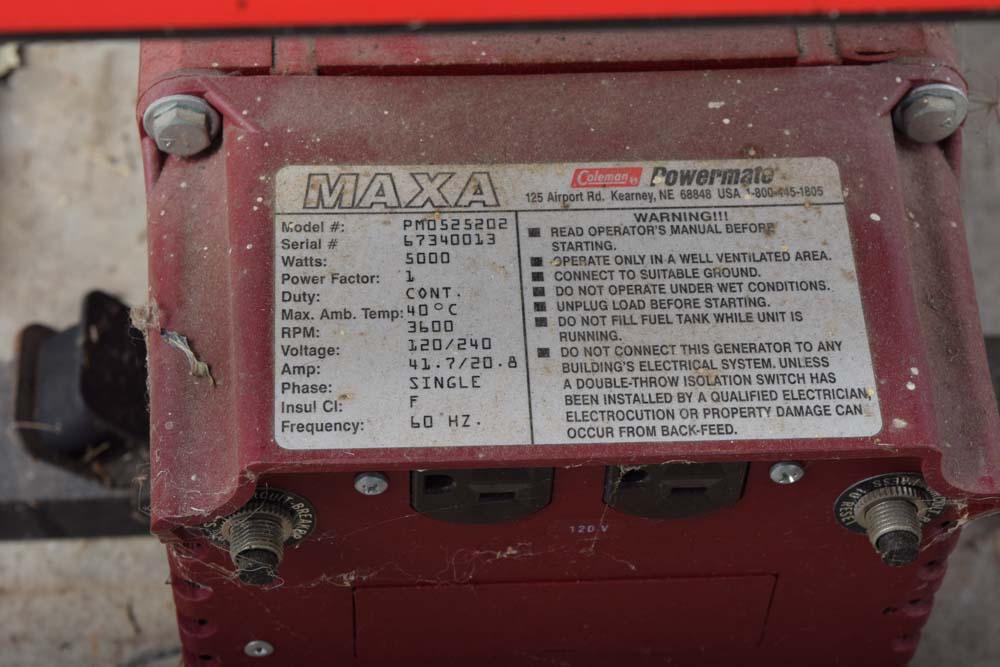 MAXA
Coleman Powermate
125 Airport Rd. Kearney, NE 68848 USA 1-800-445-1805
Model #: PM0525202
Serial # 67340013
Watts: 5000
Power Factor: 1
Duty: CONT.
Max. Amb. Temp: 40°C
RPM: 3600
Voltage: 120/240
Amp: 41.7/20.8
Phase: SINGLE
Insul Cl: F
Frequency: 60 HZ.
WARNING!!!
READ OPERATOR'S MANUAL BEFORE
STARTING.
OPERATE ONLY IN A WELL VENTILATED AREA.
CONNECT TO SUITABLE GROUND.
DO NOT OPERATE UNDER WET CONDITIONS.
UNPLUG LOAD BEFORE STARTING.
DO NOT FILL FUEL TANK WHILE UNIT IS
RUNNING.
DO NOT CONNECT THIS GENERATOR TO ANY
BUILDING'S ELECTRICAL SYSTEM. UNLESS
A DOUBLE-THROW ISOLATION SWITCH HAS
BEEN INSTALLED BY A QUALIFIED ELECTRICIAN,
ELECTROCUTION OR PROPERTY DAMAGE CAN
OCCUR FROM BACK-FEED.
120 V